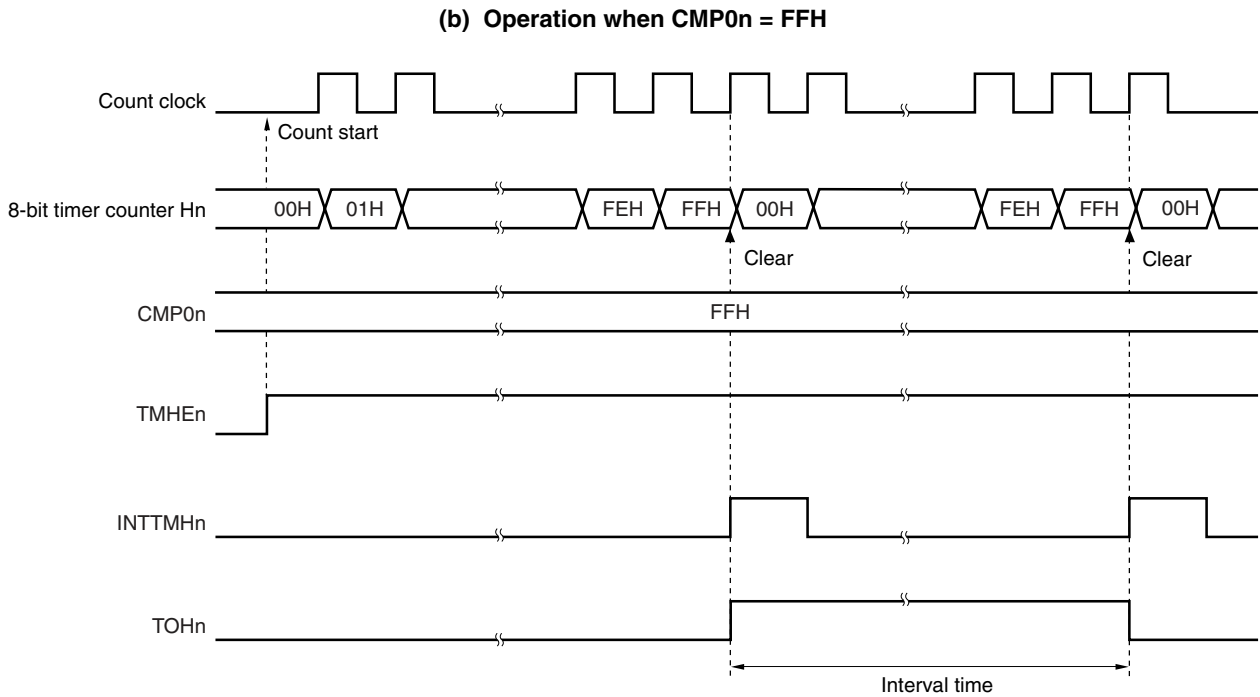 (b) Operation when CMP0n = FFH
Count clock
Count start
8-bit timer counter Hn
00H 01H FEH FFH 00H FEH FFH 00H
Clear Clear
CMP0n
FFH
TMHEn
INTTMHn
TOHn
Interval time